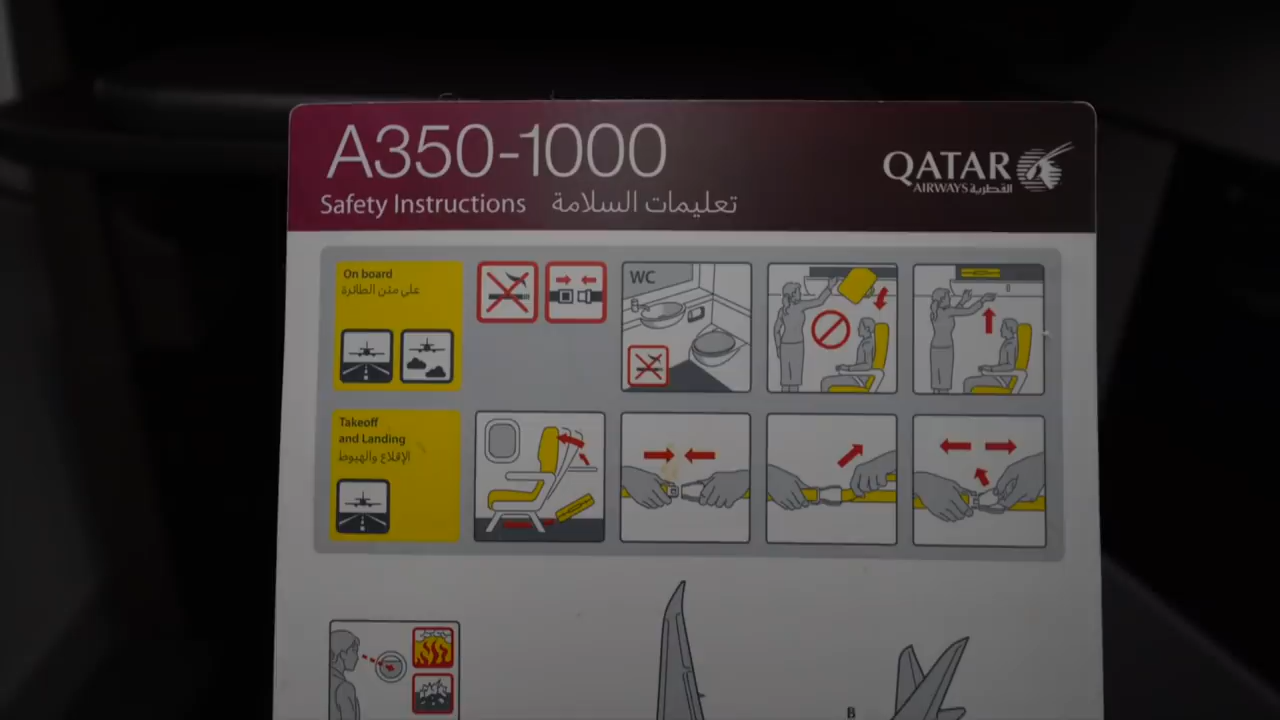 A350-1000
Safety Instructions تعليمات السلامة
QATAR
AIRWAYS القطرية
On board
على متن الطائرة
WC
Takeoff
and Landing
الإقلاع والهبوط
B